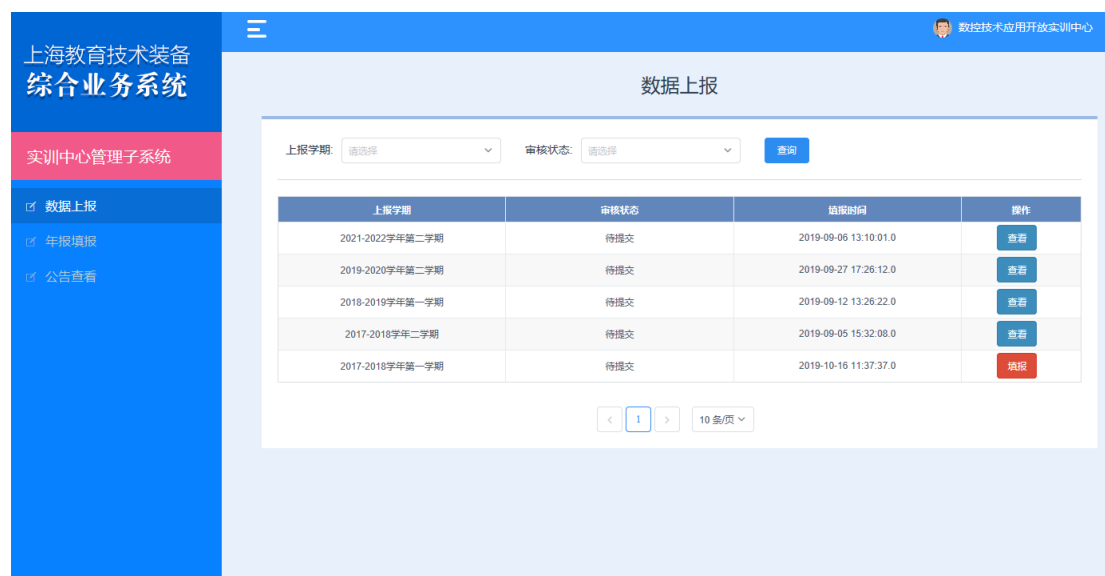 上海教育技术装备
综合业务系统
数控技术应用开放实训中心
实训中心管理子系统
数据上报
年报填报
公告查看
数据上报
上报学期: 请选择 审核状态: 请选择 查询
上报学期 审核状态 填报时间 操作
2021-2022学年第二学期 待提交 2019-09-06 13:10:01.0 查看
2019-2020学年第二学期 待提交 2019-09-27 17:26:12.0 查看
2018-2019学年第一学期 待提交 2019-09-12 13:26:22.0 查看
2017-2018学年二学期 待提交 2019-09-05 15:32:08.0 查看
2017-2018学年第一学期 待提交 2019-10-16 11:37:37.0 填报
< 1 > 10 条/页